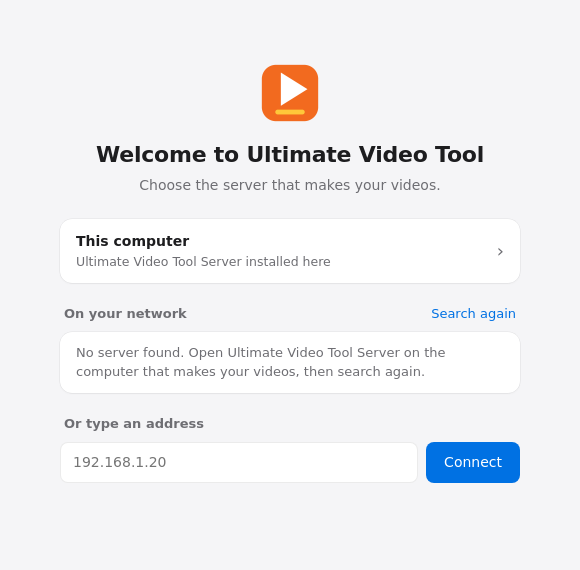 Welcome to Ultimate Video Tool
Choose the server that makes your videos.
This computer
Ultimate Video Tool Server installed here
On your network
Search again
No server found. Open Ultimate Video Tool Server on the
computer that makes your videos, then search again.
Or type an address
192.168.1.20
Connect